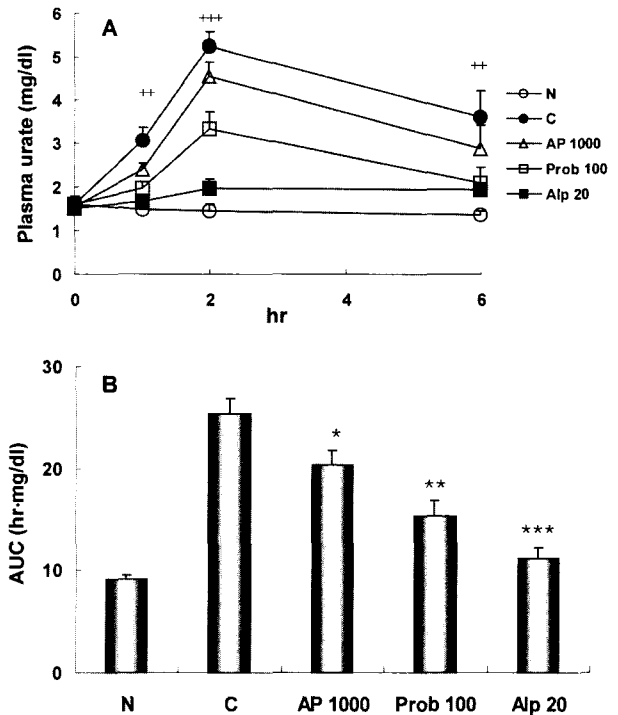 A
Plasma urate (mg/dl)
6
5
4
3
2
1
0
++
+++
++
0
2
4
6
hr
N
C
AP 1000
Prob 100
Alp 20
B
AUC (hr·mg/dl)
30
20
10
0
*
**
***
N
C
AP 1000
Prob 100
Alp 20